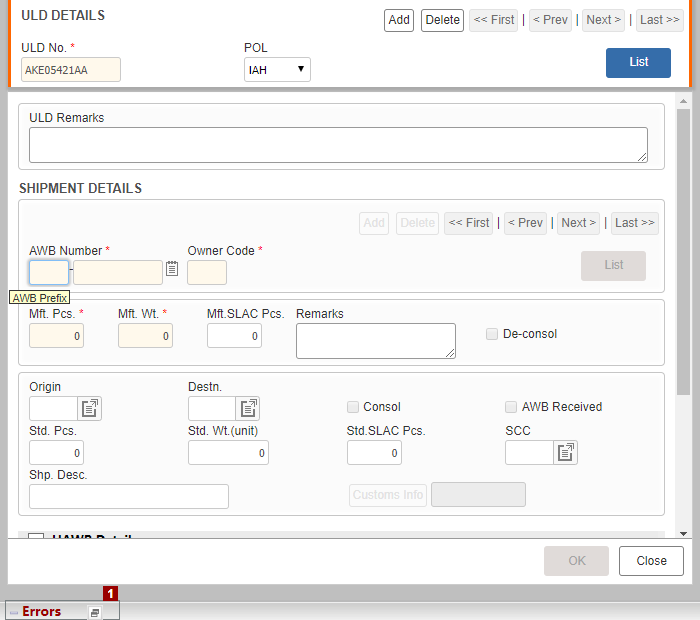 ULD DETAILS
Add Delete << First | < Prev | Next > | Last >>
ULD No. * POL
AKE05421AA IAH List
ULD Remarks
SHIPMENT DETAILS
Add Delete << First | < Prev | Next > | Last >>
AWB Number * Owner Code *
- List
AWB Prefix
Mft. Pcs. * Mft. Wt. * Mft.SLAC Pcs. Remarks
0 0 0 De-consol
Origin Destn.
Consol AWB Received
Std. Pcs. Std. Wt.(unit) Std.SLAC Pcs. SCC
0 0 0
Shp. Desc.
Customs Info
OK Close
1
Errors